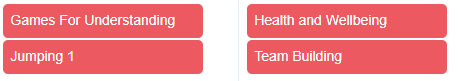 Games For Understanding
Health and Wellbeing
Jumping 1
Team Building